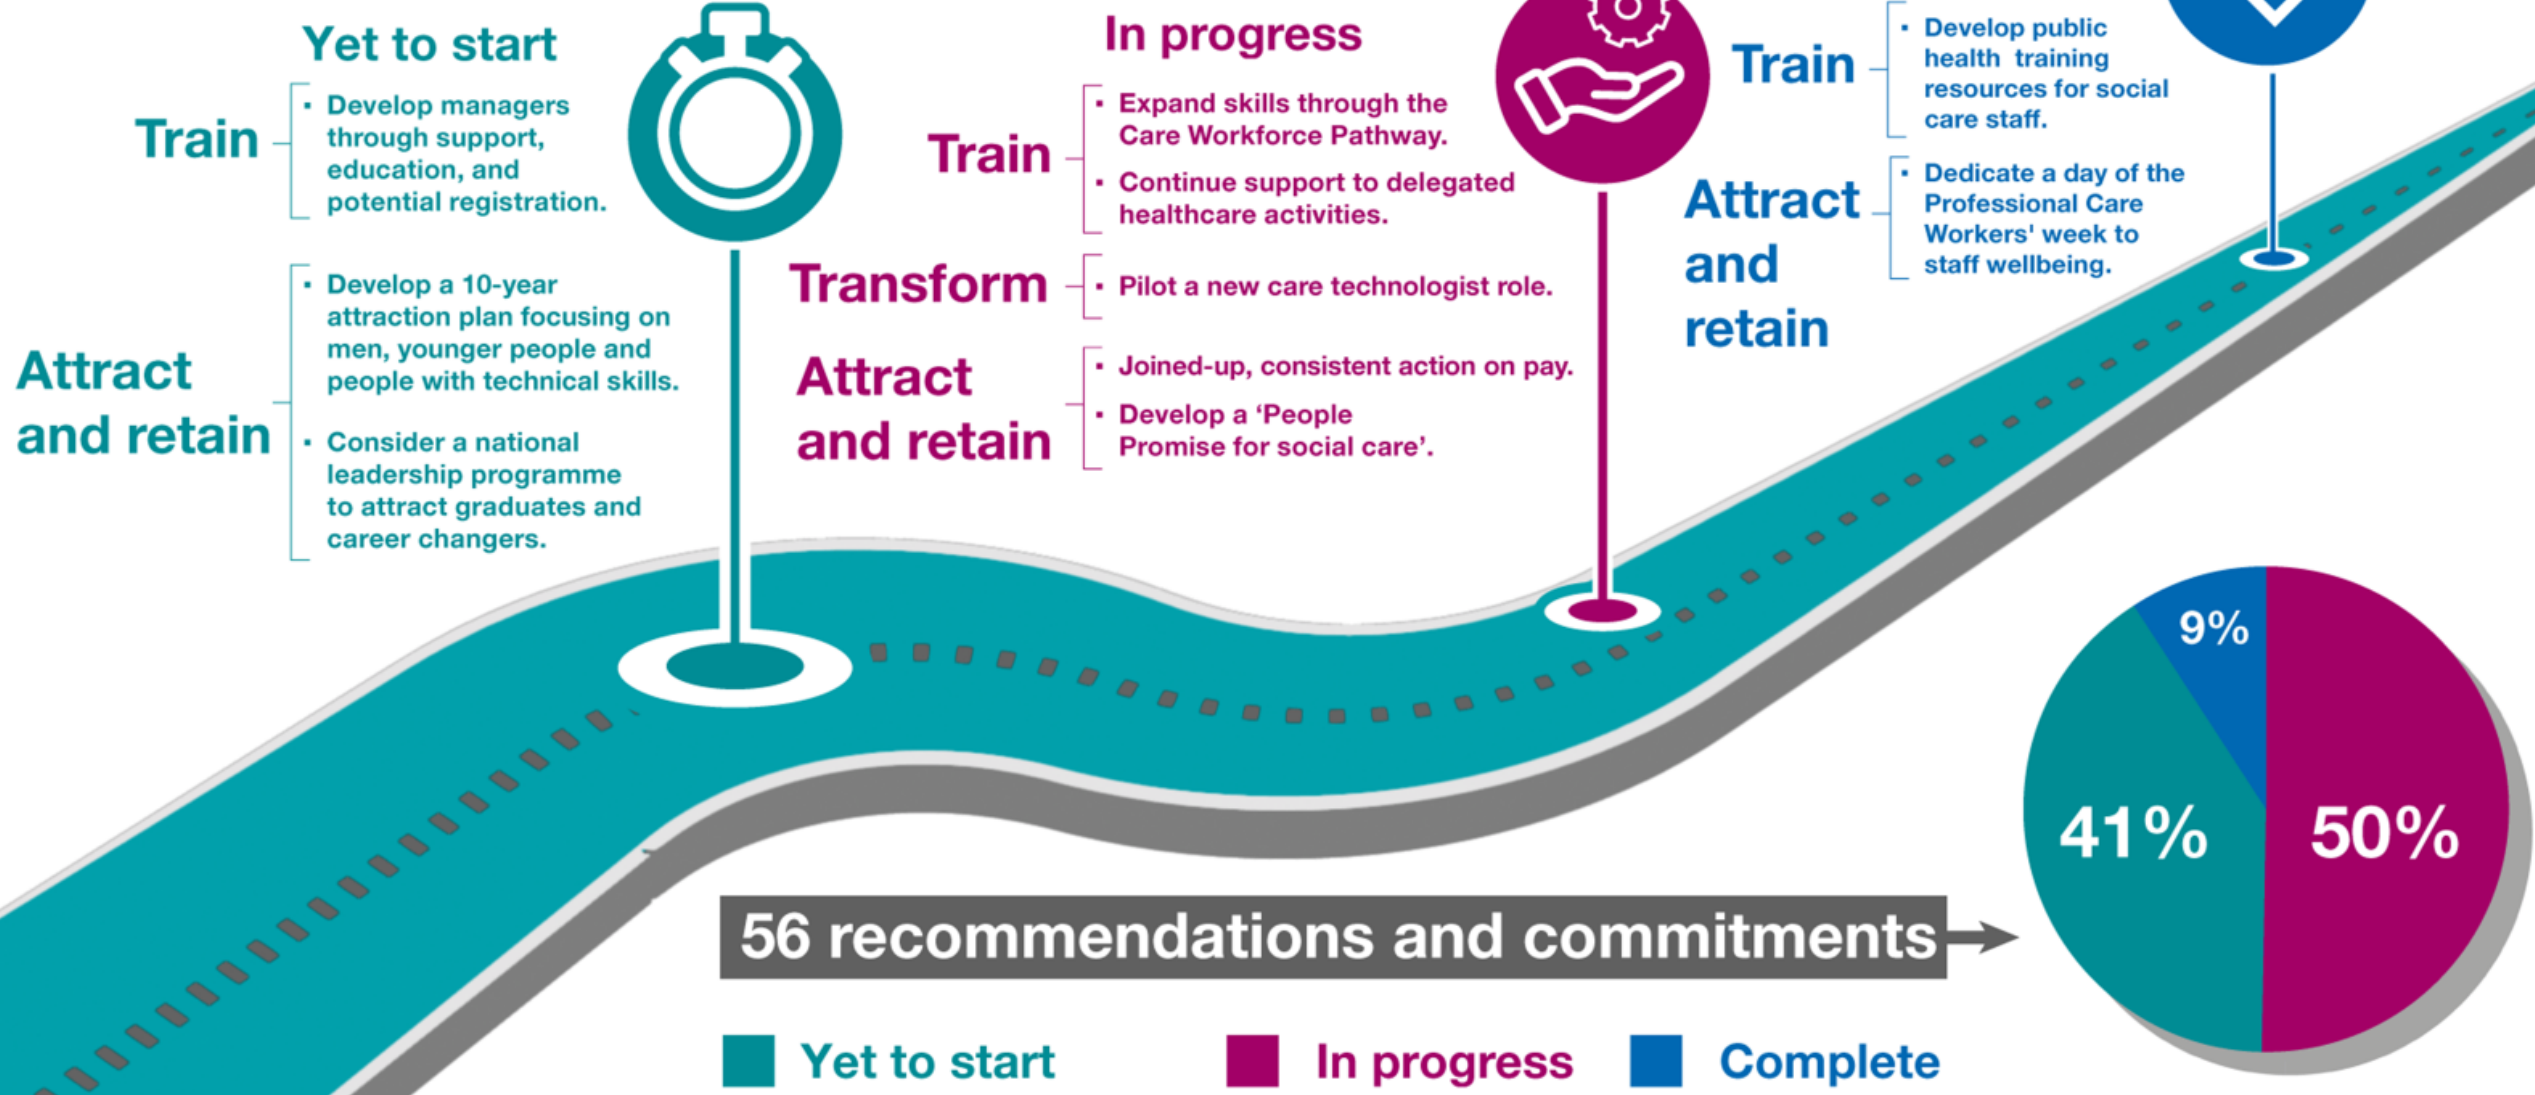 Yet to start
Train
Develop managers
through support,
education, and
potential registration.
Attract
and retain
Develop a 10-year
attraction plan focusing on
men, younger people and
people with technical skills.
Consider a national
leadership programme
to attract graduates and
career changers.
In progress
Train
Expand skills through the
Care Workforce Pathway.
Continue support to delegated
healthcare activities.
Transform
Pilot a new care technologist role.
Attract
and retain
Joined-up, consistent action on pay.
Develop a ‘People
Promise for social care’.
Train
Develop public
health training
resources for social
care staff.
Attract
and
retain
Dedicate a day of the
Professional Care
Workers' week to
staff wellbeing.
9%
41%
50%
56 recommendations and commitments
Yet to start
In progress
Complete